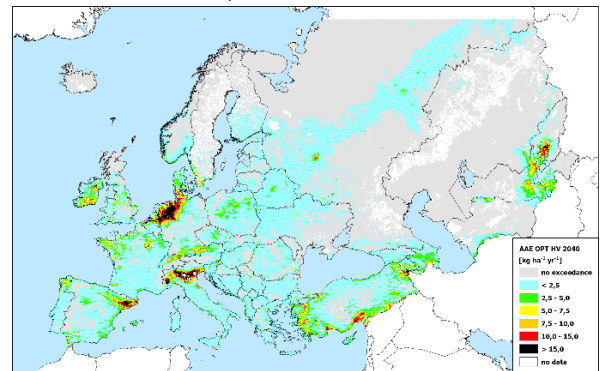 AAE OPT HV 2040
[kg ha⁻¹ yr⁻¹]
no exceedance
< 2,5
2,5 - 5,0
5,0 - 7,5
7,5 - 10,0
10,0 - 15,0
> 15,0
no data